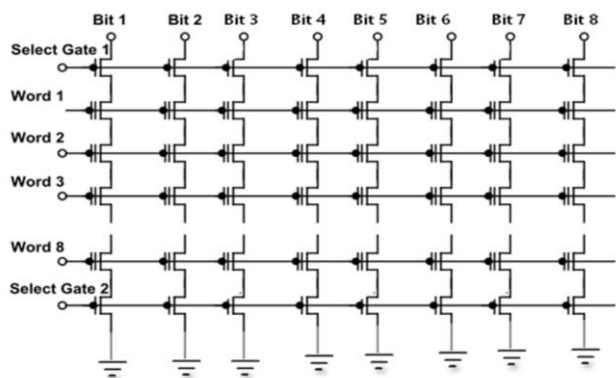 Bit 1 Bit 2 Bit 3 Bit 4 Bit 5 Bit 6 Bit 7 Bit 8
Select Gate 1
Word 1
Word 2
Word 3
Word 8
Select Gate 2